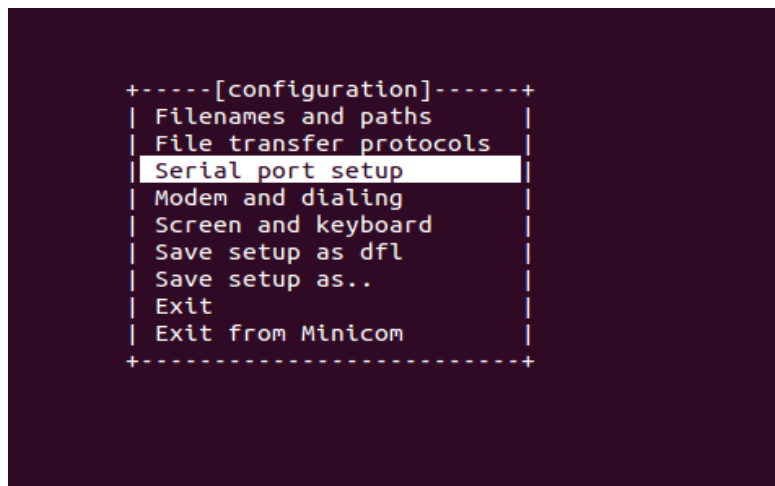 +-----[configuration]------+
| Filenames and paths      |
| File transfer protocols  |
| Serial port setup        |
| Modem and dialing        |
| Screen and keyboard      |
| Save setup as dfl        |
| Save setup as..          |
| Exit                     |
| Exit from Minicom        |
+--------------------------+